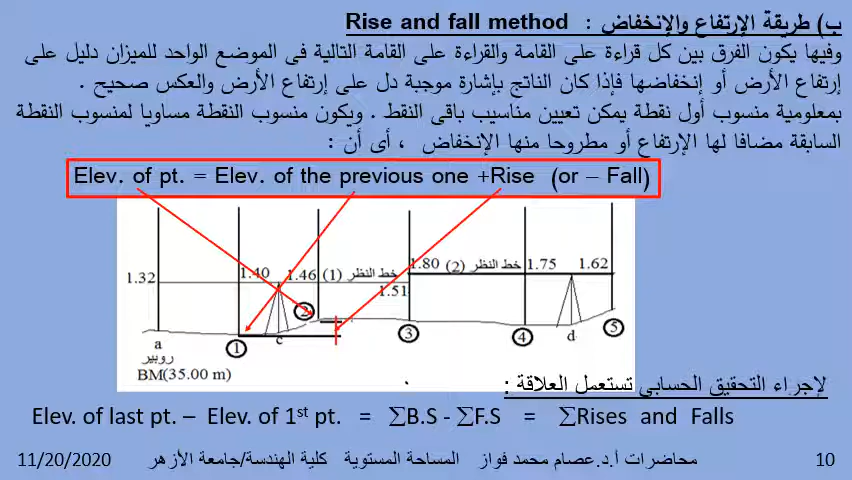 ب) طريقة الإرتفاع والإنخفاض : Rise and fall method
وفيها يكون الفرق بين كل قراءة على القامة والقراءة على القامة التالية فى الموضع الواحد للميزان دليل على
إرتفاع الأرض أو إنخفاضها فإذا كان الناتج بإشارة موجبة دل على إرتفاع الأرض والعكس صحيح .
بمعلومية منسوب أول نقطة يمكن تعيين مناسيب باقى النقط . ويكون منسوب النقطة مساويا لمنسوب النقطة
السابقة مضافا لها الإرتفاع أو مطروحا منها الإنخفاض ، أى أن :
Elev. of pt. = Elev. of the previous one +Rise (or – Fall)
1.80 خط النظر (2) 1.75 1.62
1.32 1.40 1.46 خط النظر (1)
1.51
2
a 1 c 3 4 d 5
روبير
BM(35.00 m)
لإجراء التحقيق الحسابى تستعمل العلاقة :
Elev. of last pt. – Elev. of 1st pt. = ∑B.S - ∑F.S = ∑Rises and Falls
11/20/2020 محاضرات أ.د.عصام محمد فواز المساحة المستوية كلية الهندسة/جامعة الأزهر 10